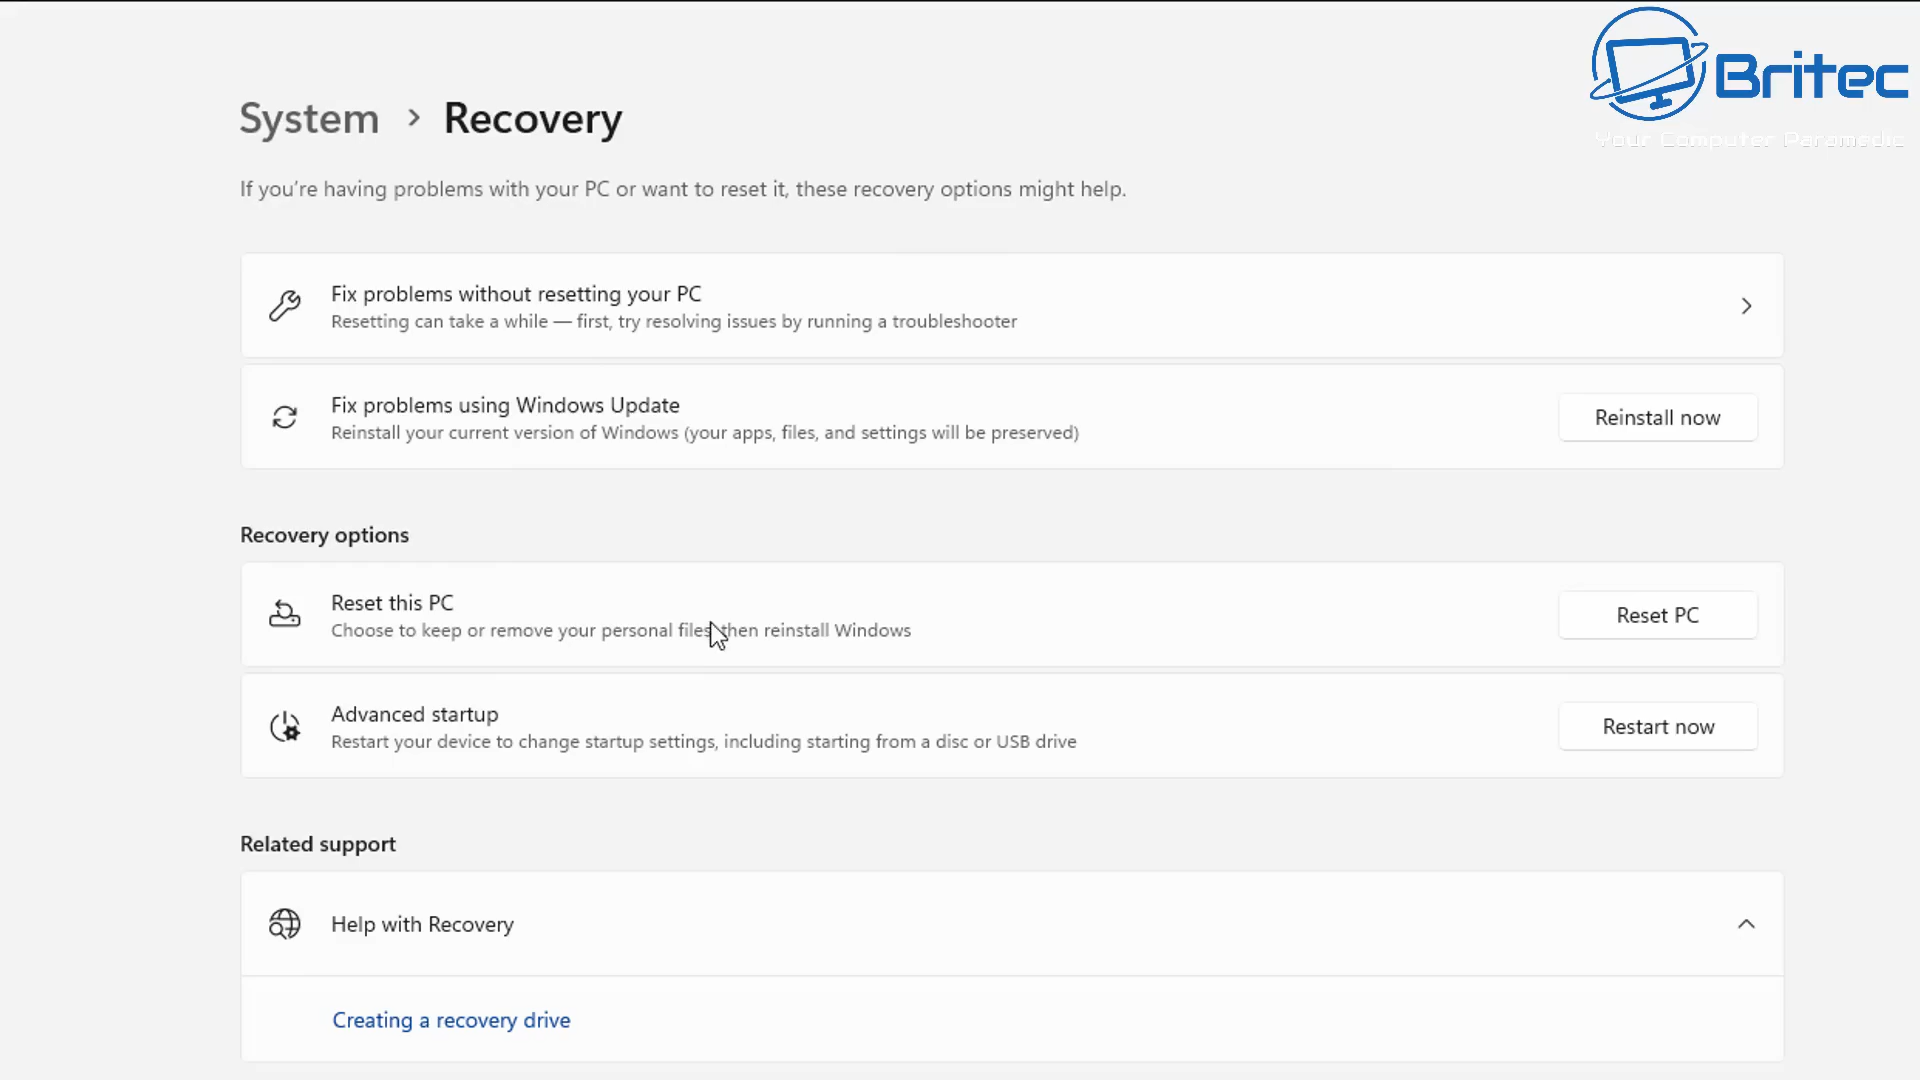 Britec
Your Computer Paramedic
System > Recovery
If you're having problems with your PC or want to reset it, these recovery options might help.
Fix problems without resetting your PC
Resetting can take a while — first, try resolving issues by running a troubleshooter
Fix problems using Windows Update
Reinstall your current version of Windows (your apps, files, and settings will be preserved)
Reinstall now
Recovery options
Reset this PC
Choose to keep or remove your personal files, then reinstall Windows
Reset PC
Advanced startup
Restart your device to change startup settings, including starting from a disc or USB drive
Restart now
Related support
Help with Recovery
Creating a recovery drive